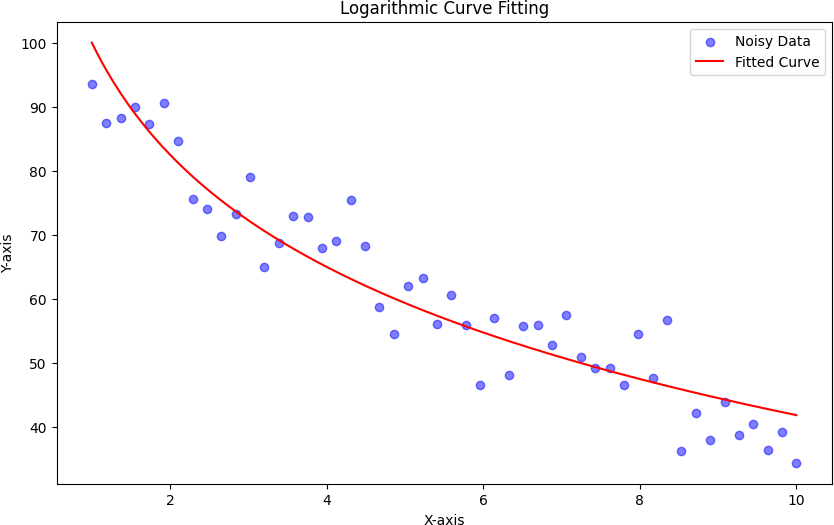 Logarithmic Curve Fitting
Noisy Data
Fitted Curve
Y-axis
100
90
80
70
60
50
40
2 4 6 8 10
X-axis